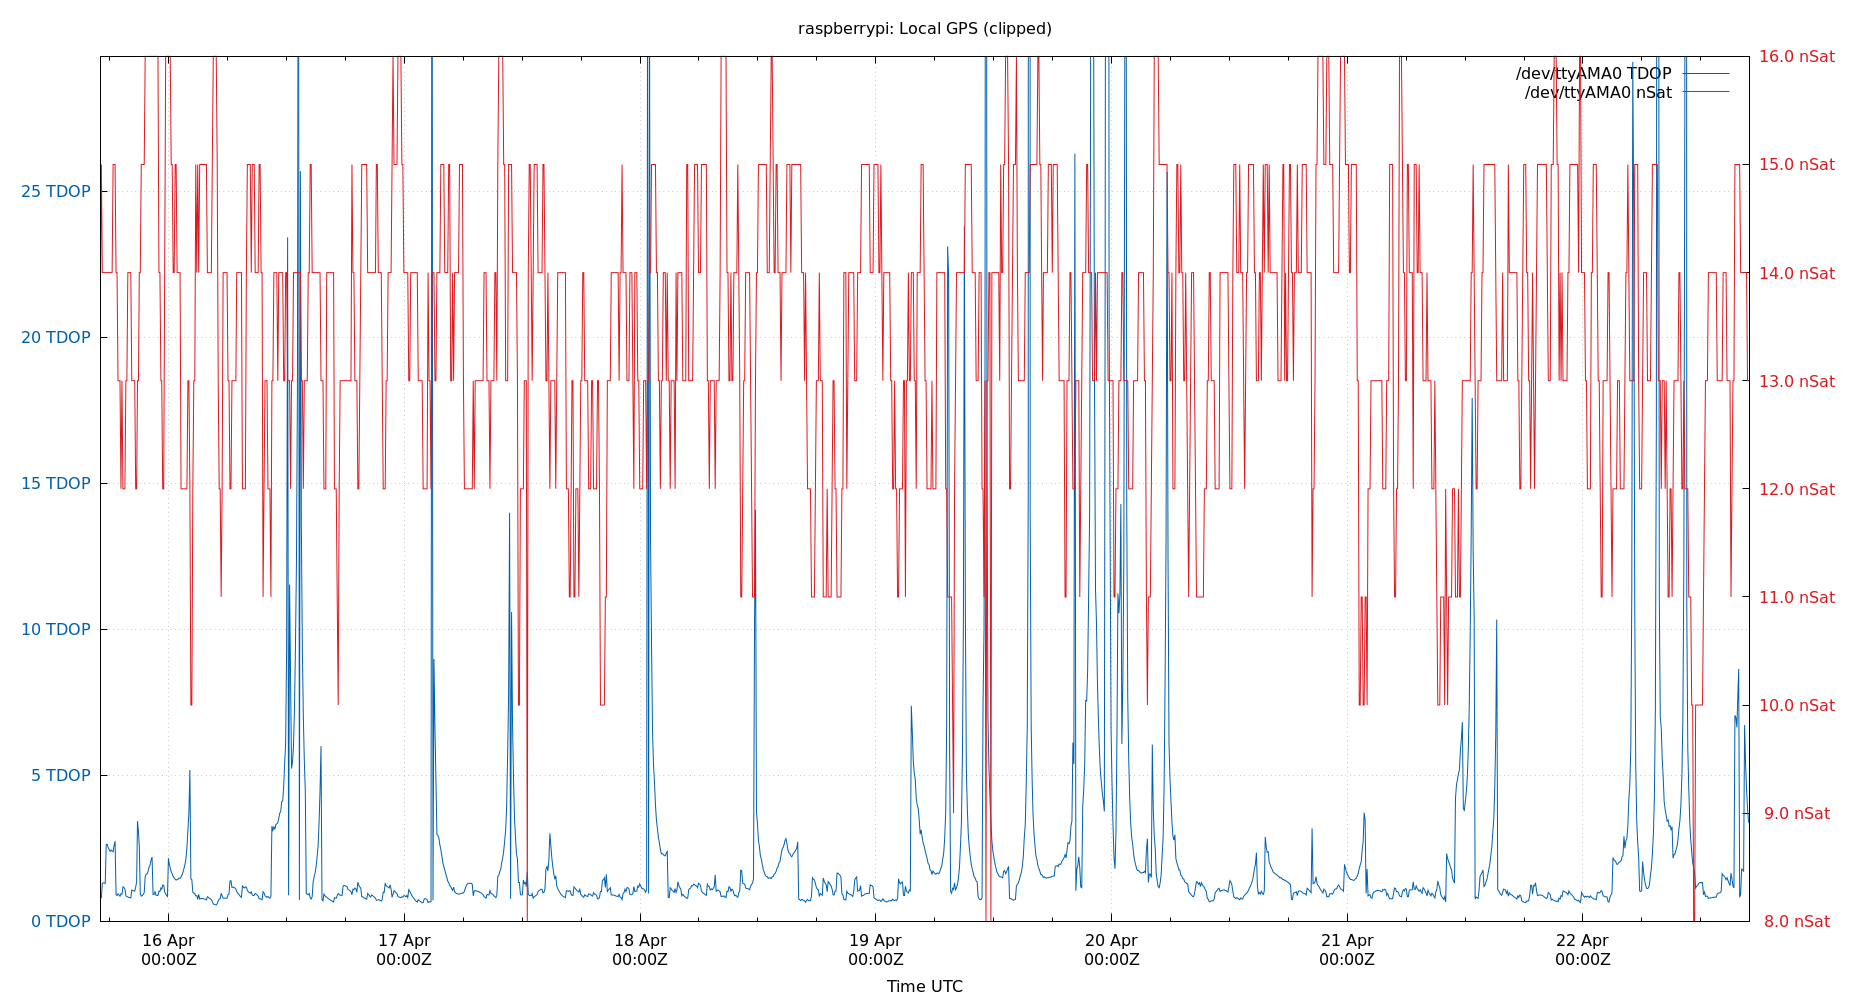 raspberrypi: Local GPS (clipped)
/dev/ttyAMA0 TDOP
/dev/ttyAMA0 nSat
25 TDOP
20 TDOP
15 TDOP
10 TDOP
5 TDOP
0 TDOP
16.0 nSat
15.0 nSat
14.0 nSat
13.0 nSat
12.0 nSat
11.0 nSat
10.0 nSat
9.0 nSat
8.0 nSat
16 Apr 17 Apr 18 Apr 19 Apr 20 Apr 21 Apr 22 Apr
00:00Z 00:00Z 00:00Z 00:00Z 00:00Z 00:00Z 00:00Z
Time UTC